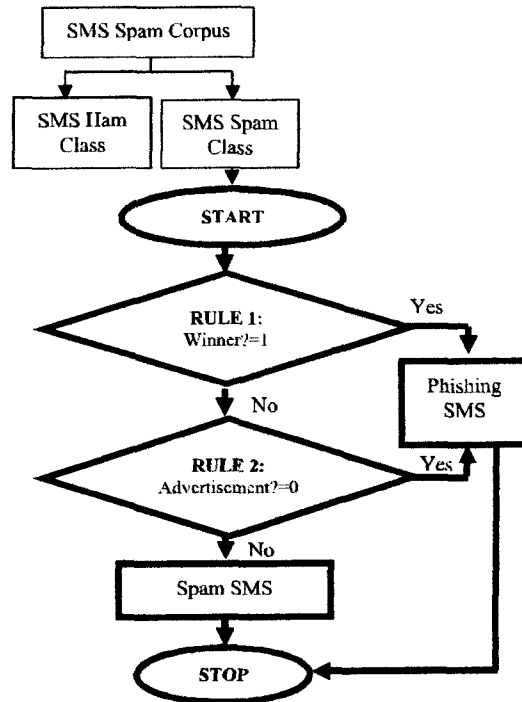 SMS Spam Corpus
SMS Ham
Class
SMS Spam
Class
START
RULE 1:
Winner?=1
Yes
Phishing
SMS
No
RULE 2:
Advertisement?=0
Yes
No
Spam SMS
STOP